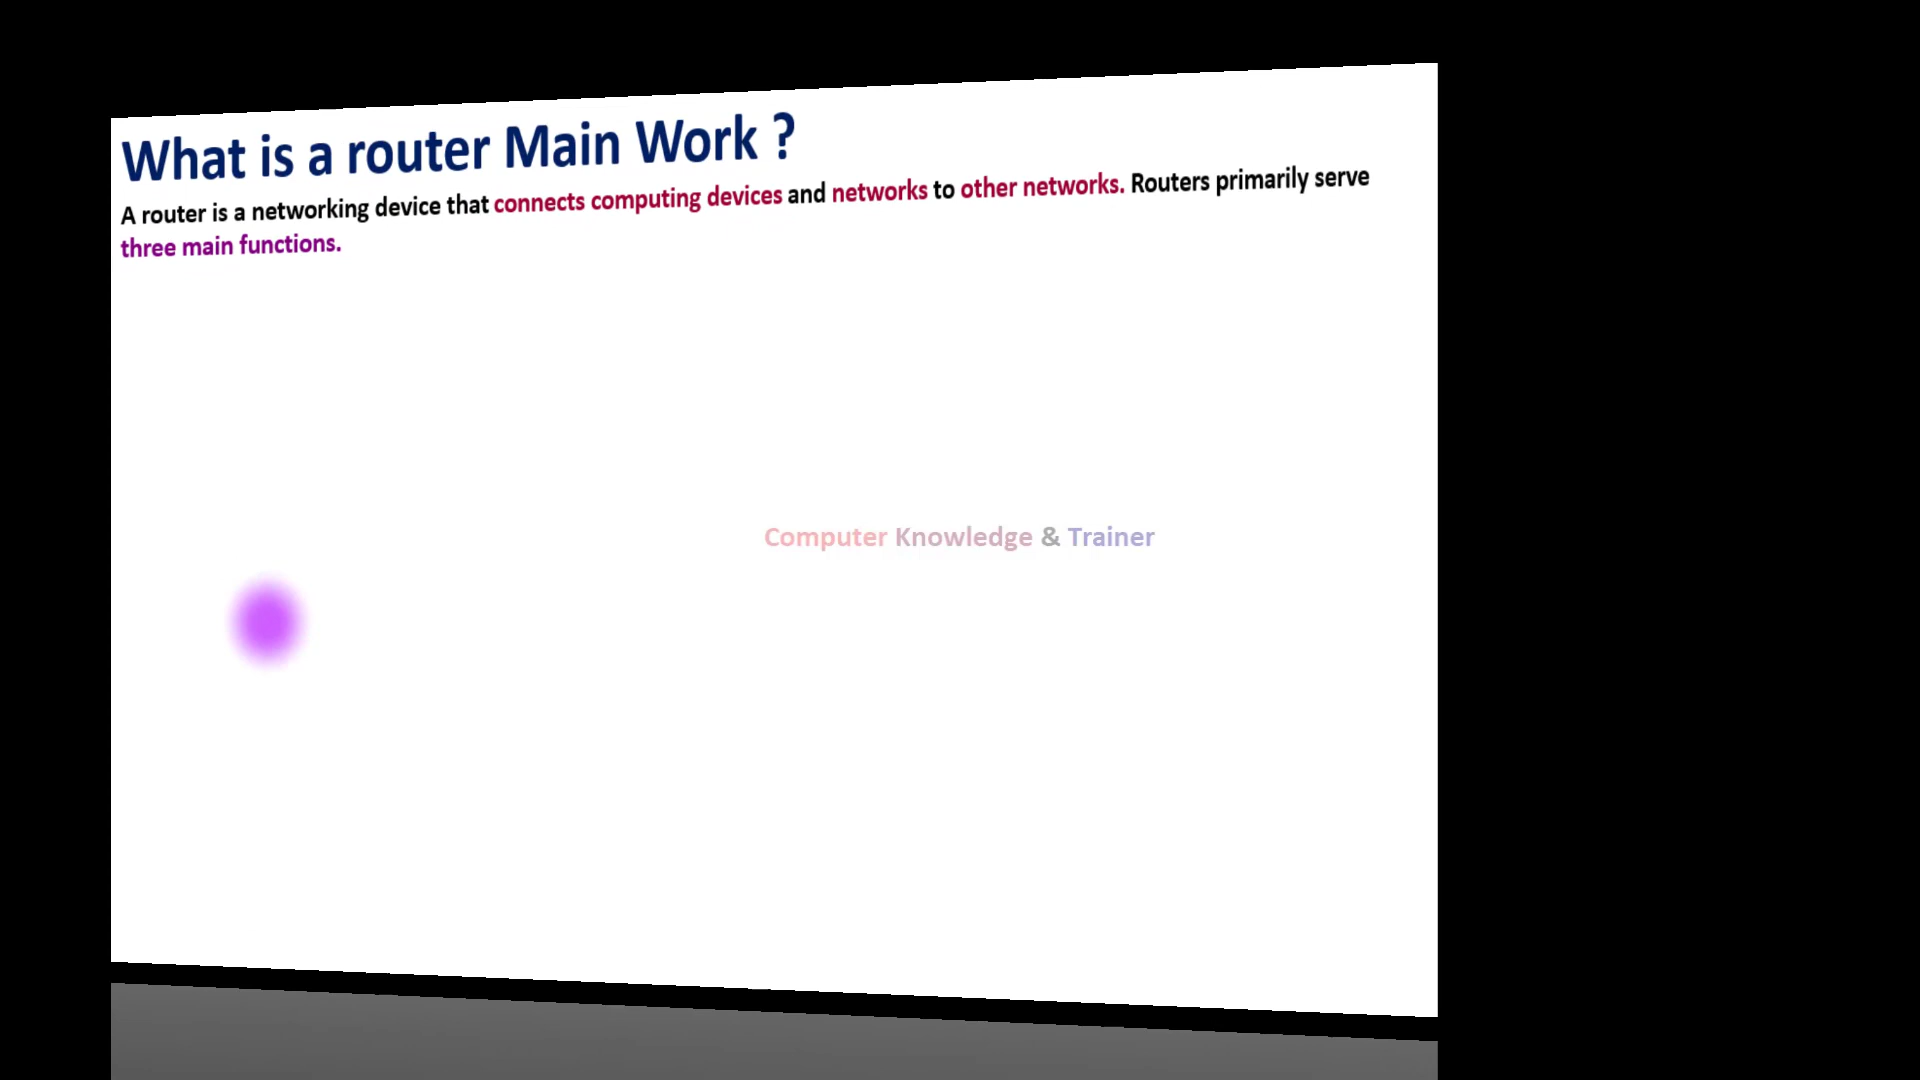 What is a router Main Work ?
A router is a networking device that connects computing devices and networks to other networks. Routers primarily serve
three main functions.
Computer Knowledge & Trainer